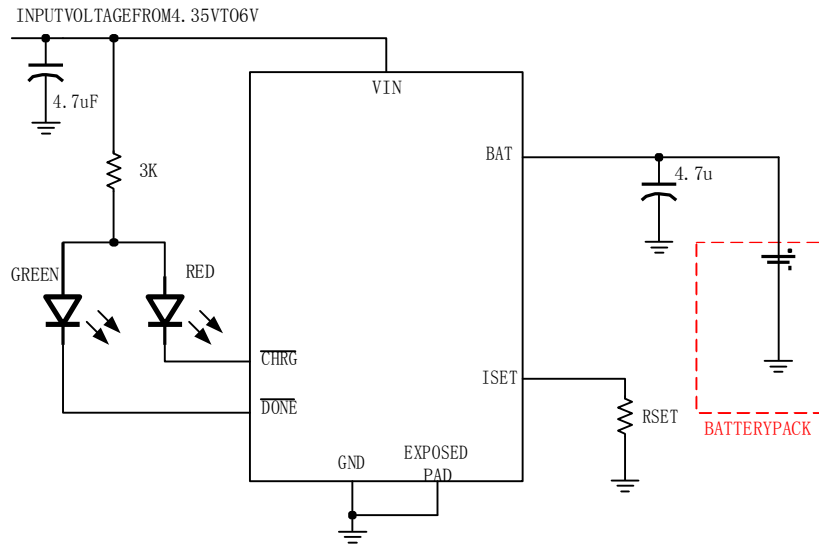 INPUTVOLTAGEFROM4.35VTO6V
VIN
4.7uF
BAT
3K
4.7u
GREEN
RED
CHRG
ISET
DONE
RSET
BATTERYPACK
GND
EXPOSED
PAD